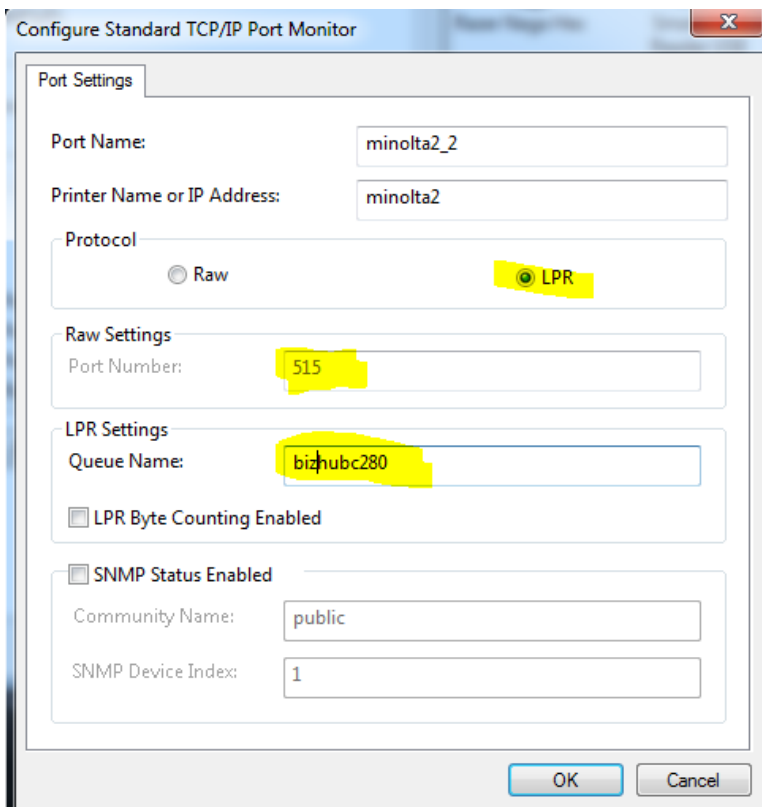 Configure Standard TCP/IP Port Monitor
Port Settings
Port Name:
minolta2_2
Printer Name or IP Address:
minolta2
Protocol
Raw
LPR
Raw Settings
Port Number:
515
LPR Settings
Queue Name:
bizhubc280
LPR Byte Counting Enabled
SNMP Status Enabled
Community Name:
public
SNMP Device Index:
1
OK
Cancel